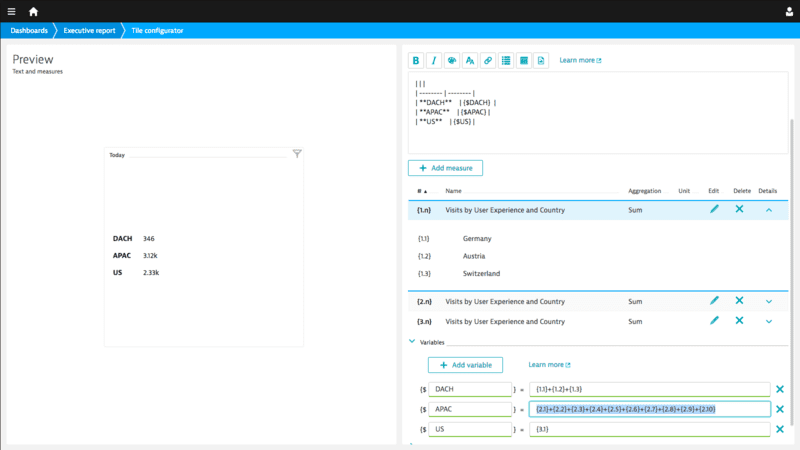 Dashboards Executive report Tile configurator
Preview
Text and measures
Today
DACH 346
APAC 3.12k
US 2.33k
B I A Learn more
| | |
| -------- | -------- |
| **DACH** | {$DACH} |
| **APAC** | {$APAC} |
| **US** | {$US} |
+ Add measure
# ▲ Name Aggregation Unit Edit Delete Details
{1.n} Visits by User Experience and Country Sum
{1.1} Germany
{1.2} Austria
{1.3} Switzerland
{2.n} Visits by User Experience and Country Sum
{3.n} Visits by User Experience and Country Sum
Variables
+ Add variable Learn more
{$ DACH } = {1.1}+{1.2}+{1.3}
{$ APAC } = {2.1}+{2.2}+{2.3}+{2.4}+{2.5}+{2.6}+{2.7}+{2.8}+{2.9}+{2.10}
{$ US } = {3.1}